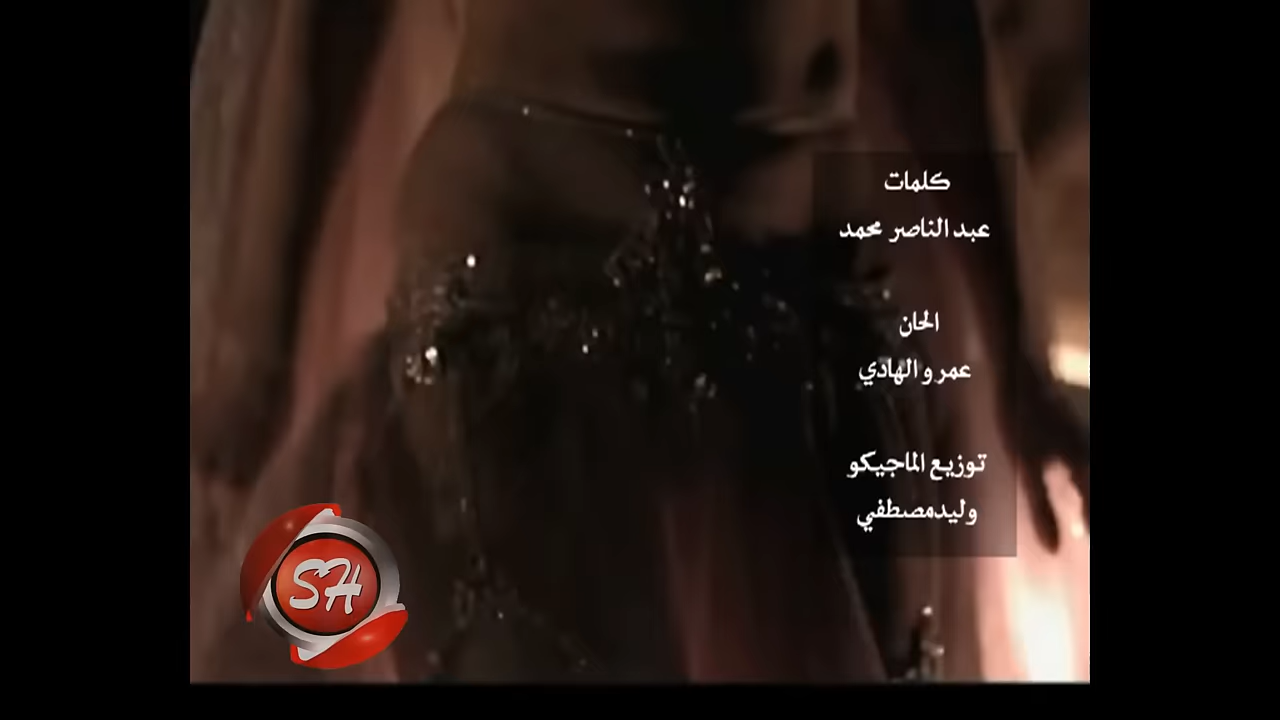 كلمات
عبد الناصر محمد
الحان
عمرو الهادي
توزيع الماجيكو
وليدمصطفي
SH